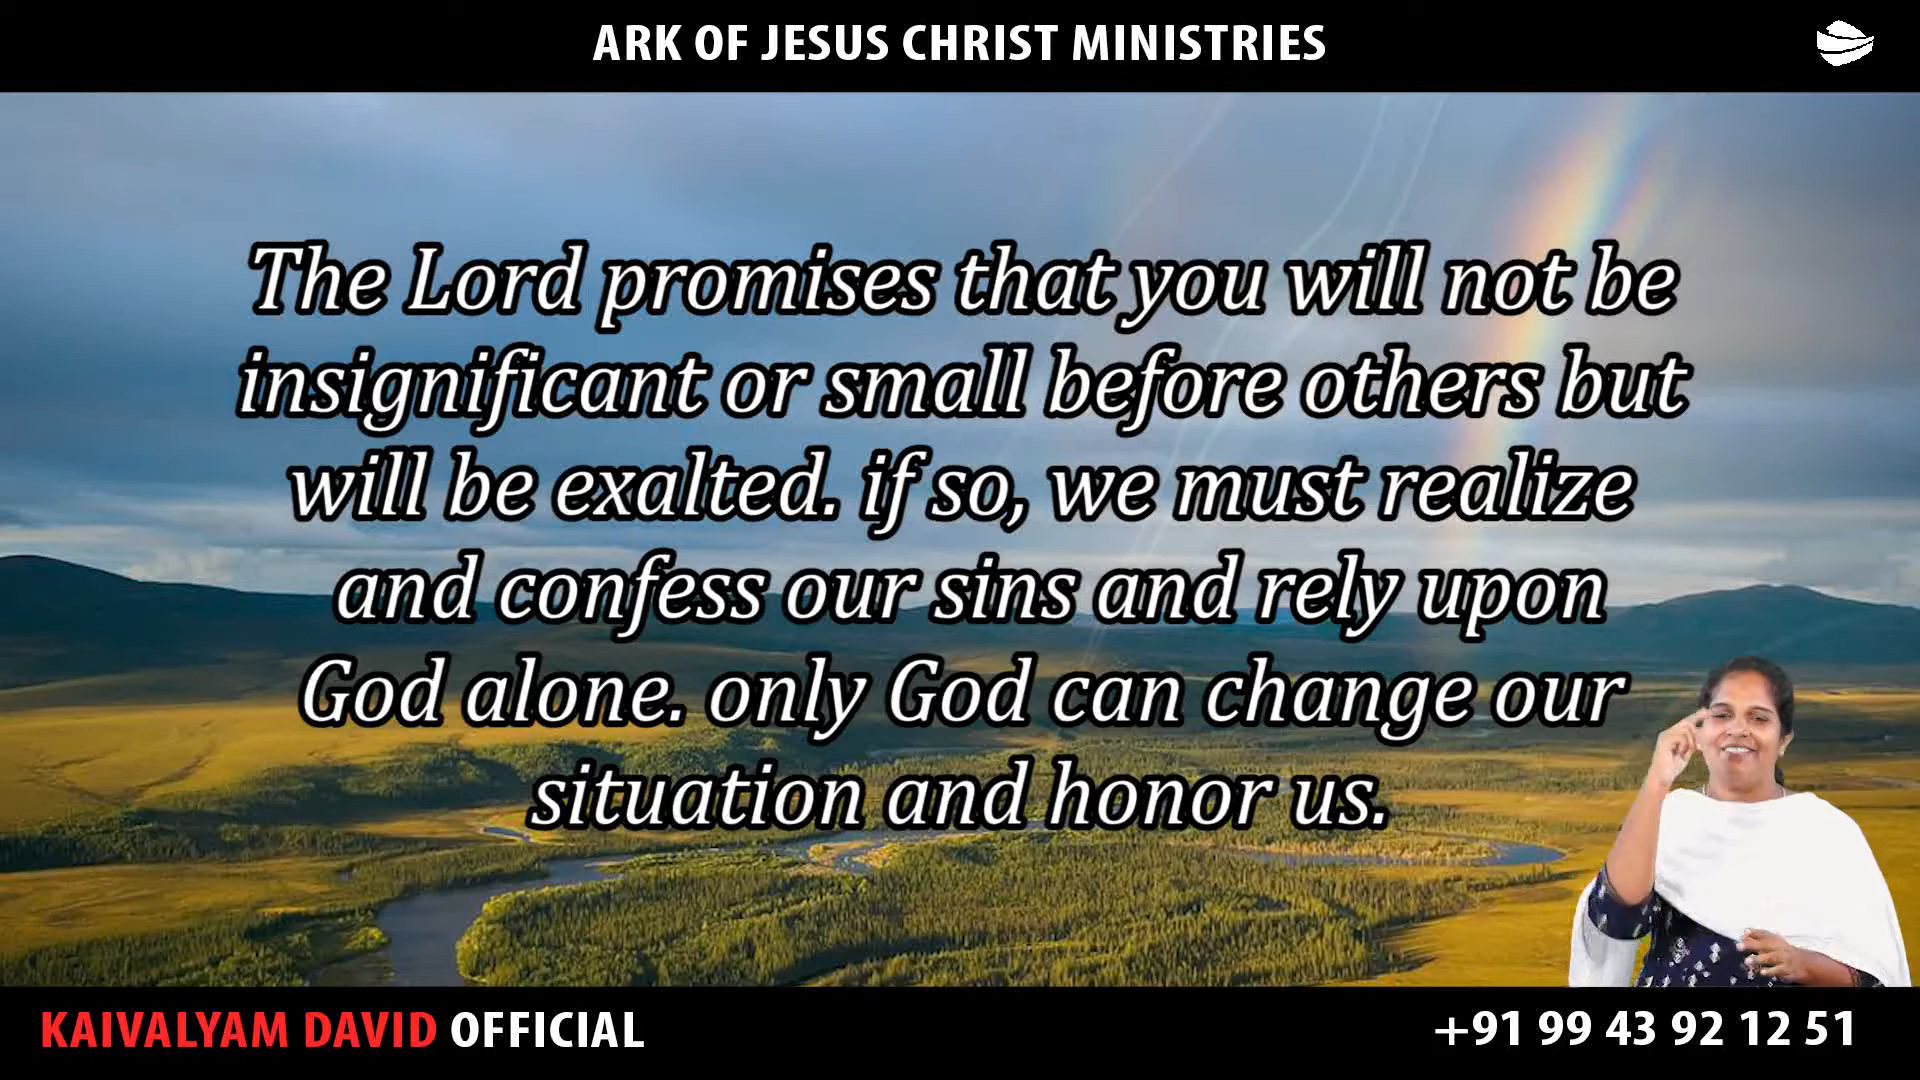 ARK OF JESUS CHRIST MINISTRIES
The Lord promises that you will not be
insignificant or small before others but
will be exalted. if so, we must realize
and confess our sins and rely upon
God alone. only God can change our
situation and honor us.
KAIVALYAM DAVID OFFICIAL
+91 99 43 92 12 51